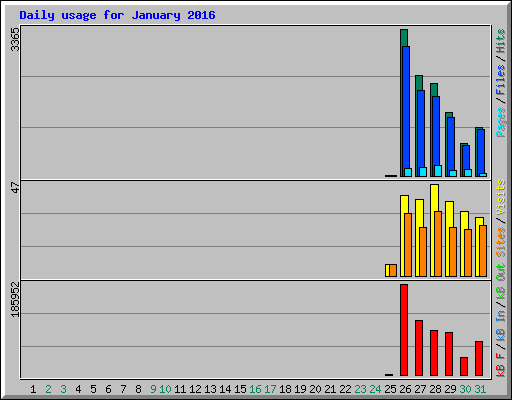 Daily usage for January 2016
3365
Pages / Files / Hits
47
Sites / Visits
185952
kB F / kB In / kB Out
1 2 3 4 5 6 7 8 9 10 11 12 13 14 15 16 17 18 19 20 21 22 23 24 25 26 27 28 29 30 31